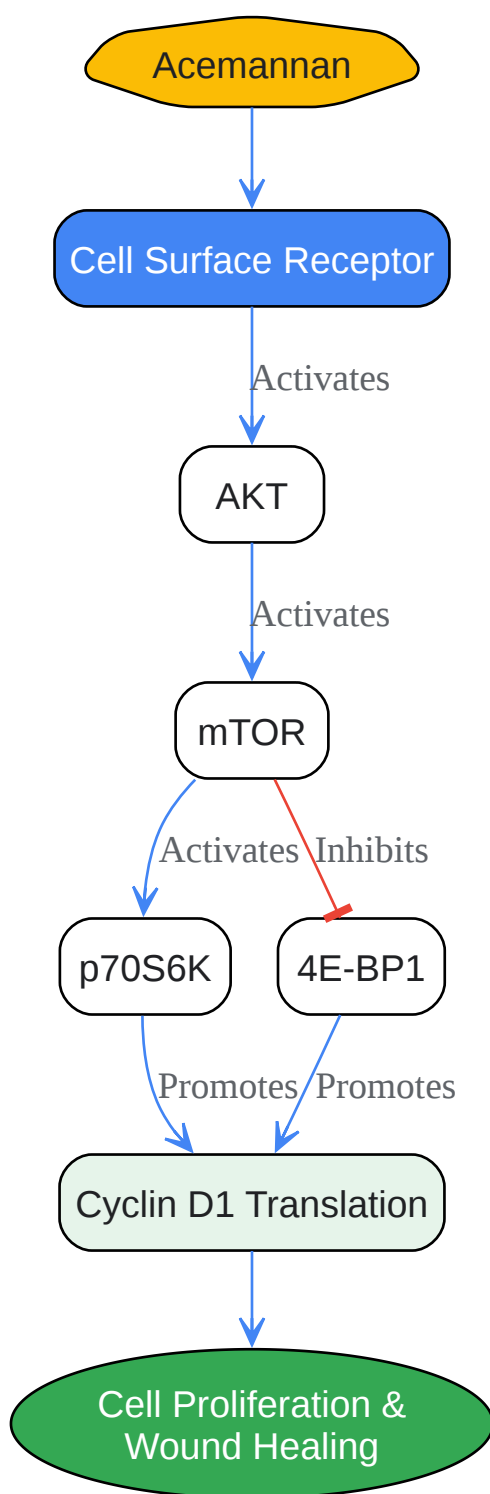 Acemannan
Cell Surface Receptor
Activates
AKT
Activates
mTOR
Activates
Inhibits
p70S6K
4E-BP1
Promotes
Promotes
Cyclin D1 Translation
Cell Proliferation &
Wound Healing